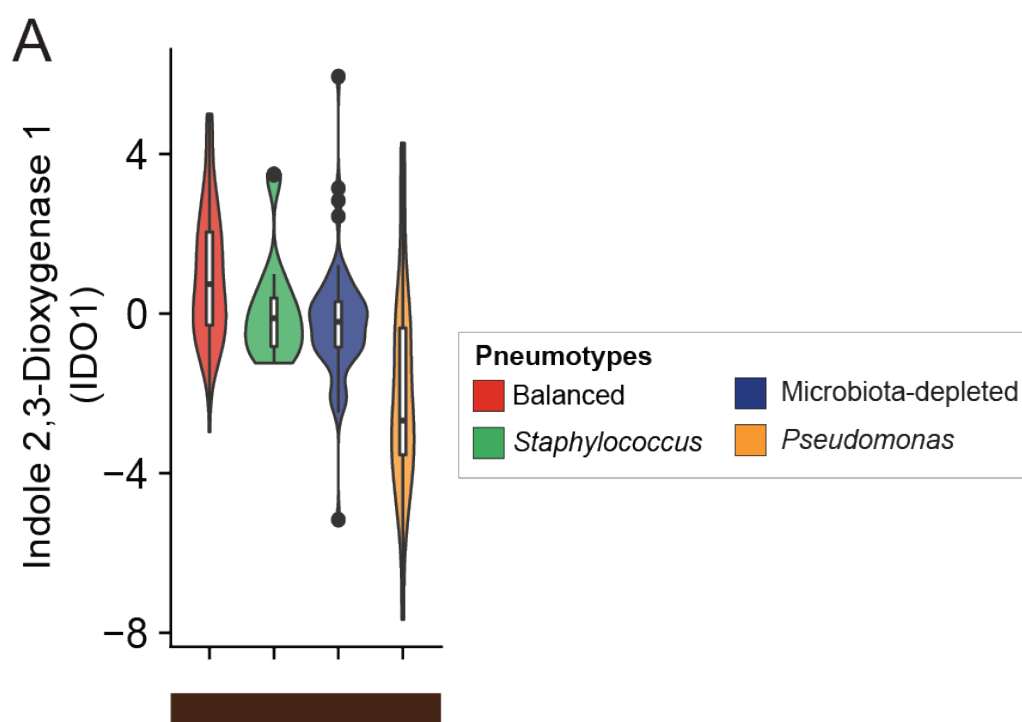 A
Indole 2,3-Dioxygenase 1
(IDO1)
4
0
−4
−8
Pneumotypes
Balanced
Microbiota-depleted
Staphylococcus
Pseudomonas